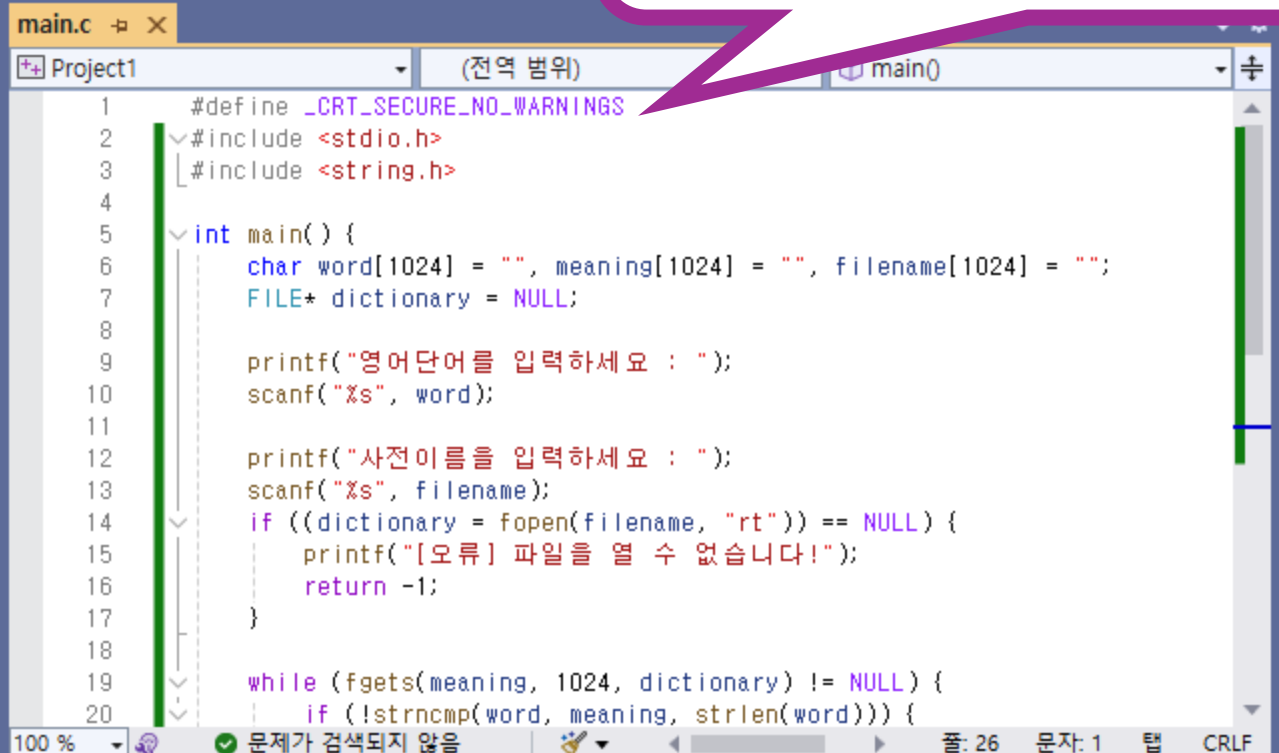 main.c
Project1 (전역 범위) main()
1 #define _CRT_SECURE_NO_WARNINGS
2 #include <stdio.h>
3 #include <string.h>
4
5 int main() {
6 char word[1024] = "", meaning[1024] = "", filename[1024] = "";
7 FILE* dictionary = NULL;
8
9 printf("영어단어를 입력하세요 : ");
10 scanf("%s", word);
11
12 printf("사전이름을 입력하세요 : ");
13 scanf("%s", filename);
14 if ((dictionary = fopen(filename, "rt")) == NULL) {
15 printf("[오류] 파일을 열 수 없습니다!");
16 return -1;
17 }
18
19 while (fgets(meaning, 1024, dictionary) != NULL) {
20 if (!strncmp(word, meaning, strlen(word))) {
100 % 문제가 검색되지 않음 줄: 26 문자: 1 탭 CRLF